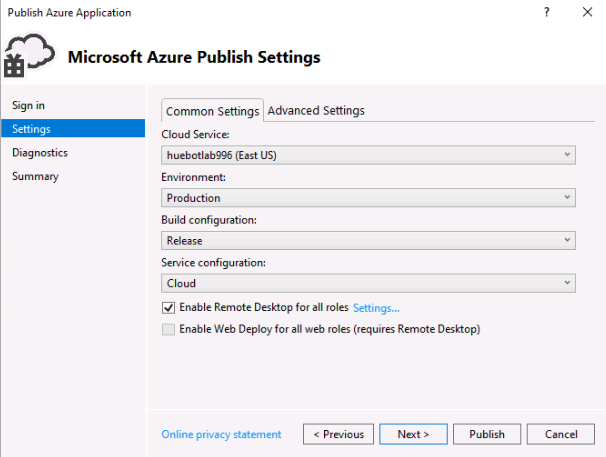 Publish Azure Application
Microsoft Azure Publish Settings
Sign in
Settings
Diagnostics
Summary
Common Settings
Advanced Settings
Cloud Service:
huebotlab996 (East US)
Environment:
Production
Build configuration:
Release
Service configuration:
Cloud
Enable Remote Desktop for all roles Settings...
Enable Web Deploy for all web roles (requires Remote Desktop)
Online privacy statement
< Previous
Next >
Publish
Cancel